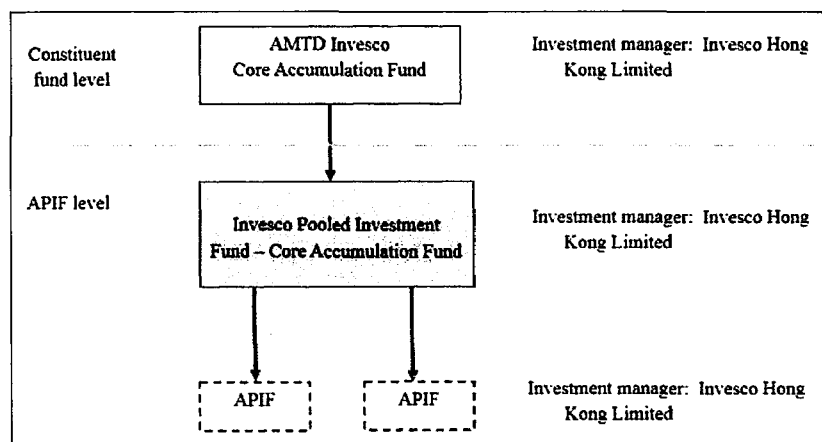 Constituent
fund level
AMTD Invesco
Core Accumulation Fund
Investment manager: Invesco Hong
Kong Limited
APIF level
Invesco Pooled Investment
Fund – Core Accumulation Fund
Investment manager: Invesco Hong
Kong Limited
APIF
APIF
Investment manager: Invesco Hong
Kong Limited